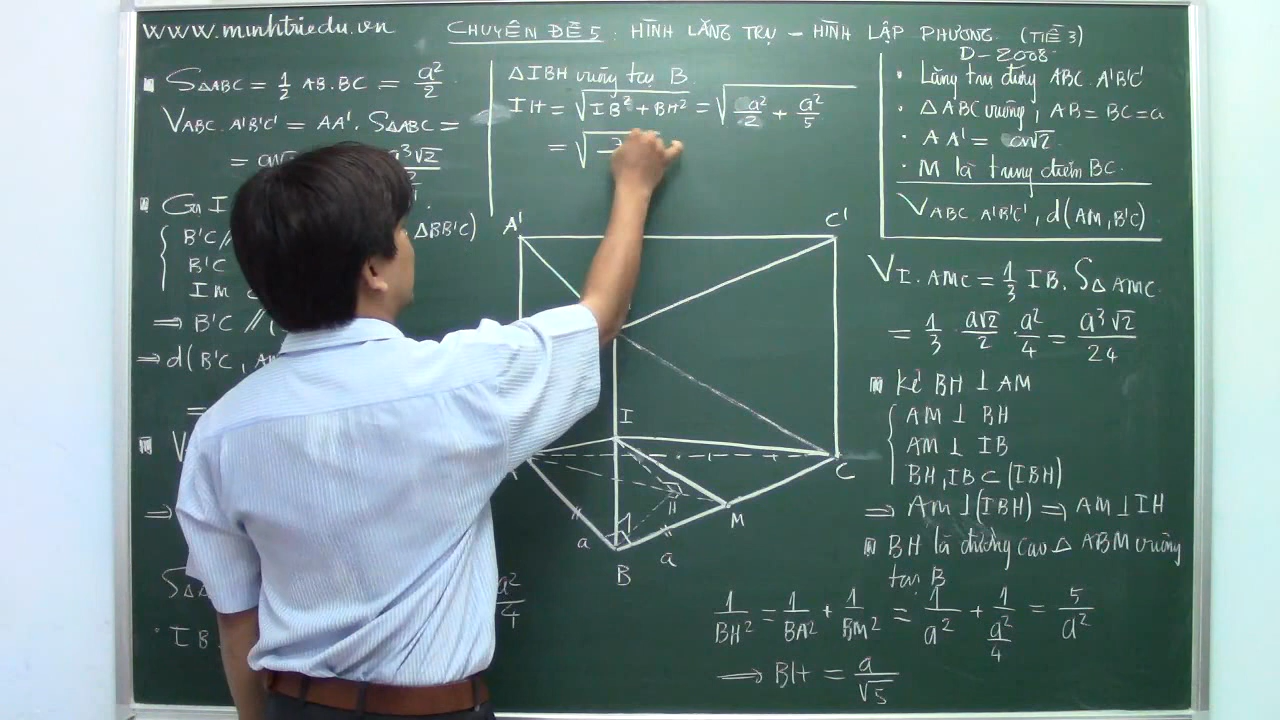 www.minhtriedu.vn
CHUYÊN ĐỀ 5: HÌNH LĂNG TRỤ – HÌNH LẬP PHƯƠNG (TIẾ 3)
S∆ABC = 1/2 AB.BC = a²/2
VABC.A'B'C' = AA'. S∆ABC =
= a³√2
Gọi I
B'C //
∆BB'C)
B'C
IM
⇒ B'C //
⇒ d(B'C, AM
=
V
⇒
S∆A
a²/4
IB
∆IBH vuông tại B
IH = √(IB² + BH²) = √(a²/2 + a²/5)
= √
D–2008
Lăng trụ đứng ABC.A'B'C'
∆ABC vuông, AB = BC = a
AA' = a√2
M là trung điểm BC.
VABC.A'B'C', d(AM, B'C)
A'
C'
I
C
M
B
H
a
a
VI.AMC = 1/3 IB. S∆AMC
= 1/3 . a√2/2 . a²/4 = a³√2/24
Kẻ BH ⊥ AM
AM ⊥ BH
AM ⊥ IB
BH, IB ⊂ (IBH)
⇒ AM ⊥ (IBH) ⇒ AM ⊥ IH
BH là đường cao ∆ABM vuông
tại B
1/BH² = 1/BA² + 1/BM² = 1/a² + 1/(a²/4) = 5/a²
⇒ BH = a/√5